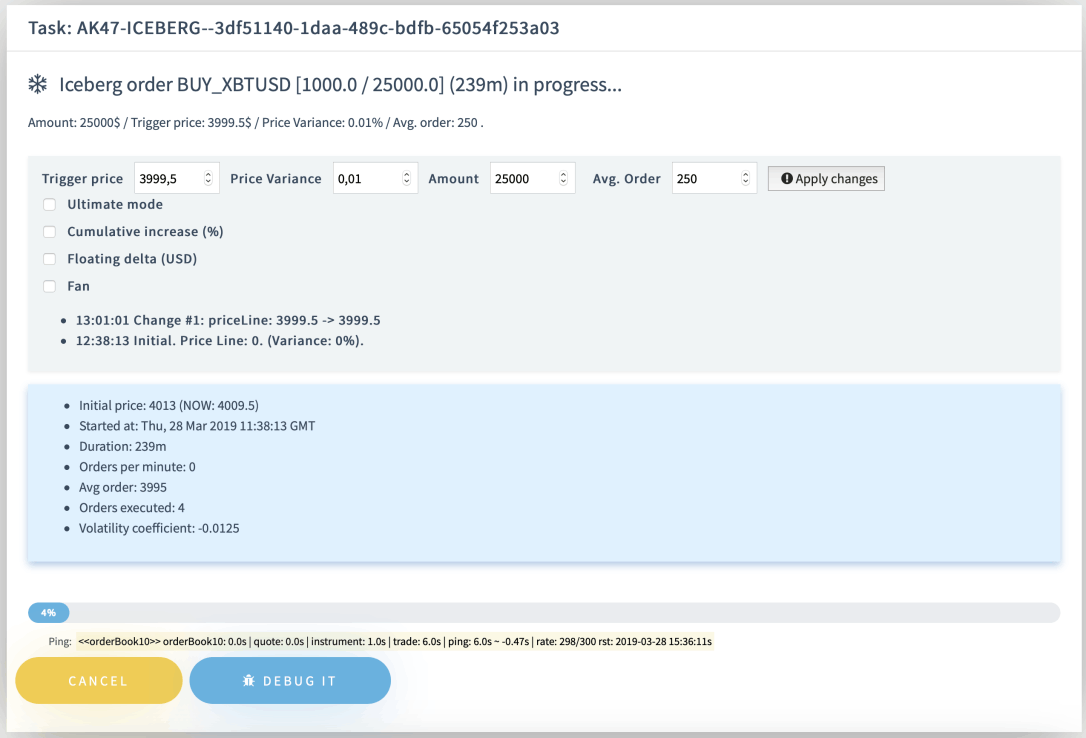 Task: AK47-ICEBERG--3df51140-1daa-489c-bdfb-65054f253a03
Iceberg order BUY_XBTUSD [1000.0 / 25000.0] (239m) in progress...
Amount: 25000$ / Trigger price: 3999.5$ / Price Variance: 0.01% / Avg. order: 250 .
Trigger price 3999,5 Price Variance 0,01 Amount 25000 Avg. Order 250 Apply changes
Ultimate mode
Cumulative increase (%)
Floating delta (USD)
Fan
• 13:01:01 Change #1: priceLine: 3999.5 -> 3999.5
• 12:38:13 Initial. Price Line: 0. (Variance: 0%).
• Initial price: 4013 (NOW: 4009.5)
• Started at: Thu, 28 Mar 2019 11:38:13 GMT
• Duration: 239m
• Orders per minute: 0
• Avg order: 3995
• Orders executed: 4
• Volatility coefficient: -0.0125
4%
Ping: <<orderBook10>> orderBook10: 0.0s | quote: 0.0s | instrument: 1.0s | trade: 6.0s | ping: 6.0s ~ -0.47s | rate: 298/300 rst: 2019-03-28 15:36:11s
CANCEL DEBUG IT